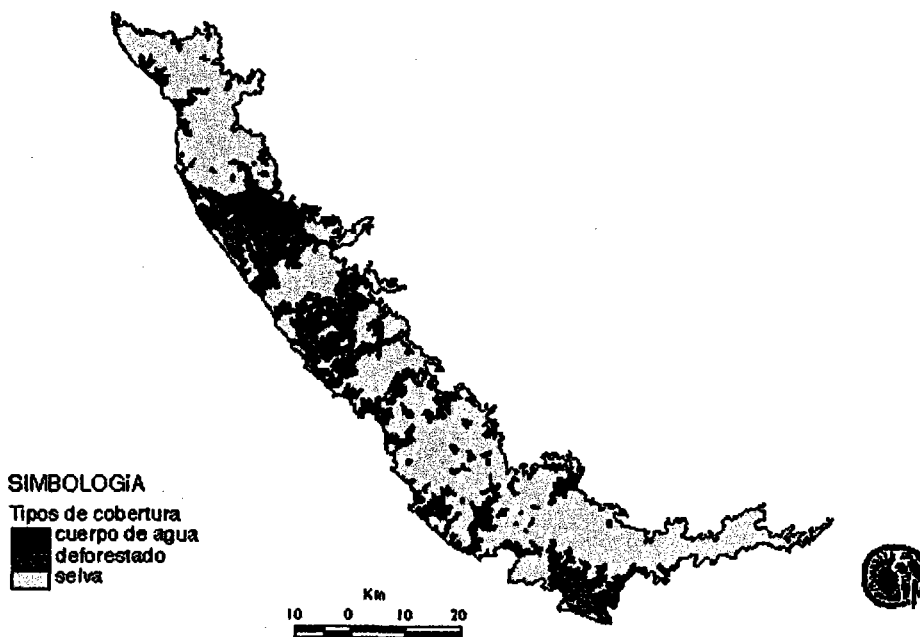 SIMBOLOGíA
Tipos de cobertura
cuerpo de agua
deforestado
selva
Km
10 0 10 20